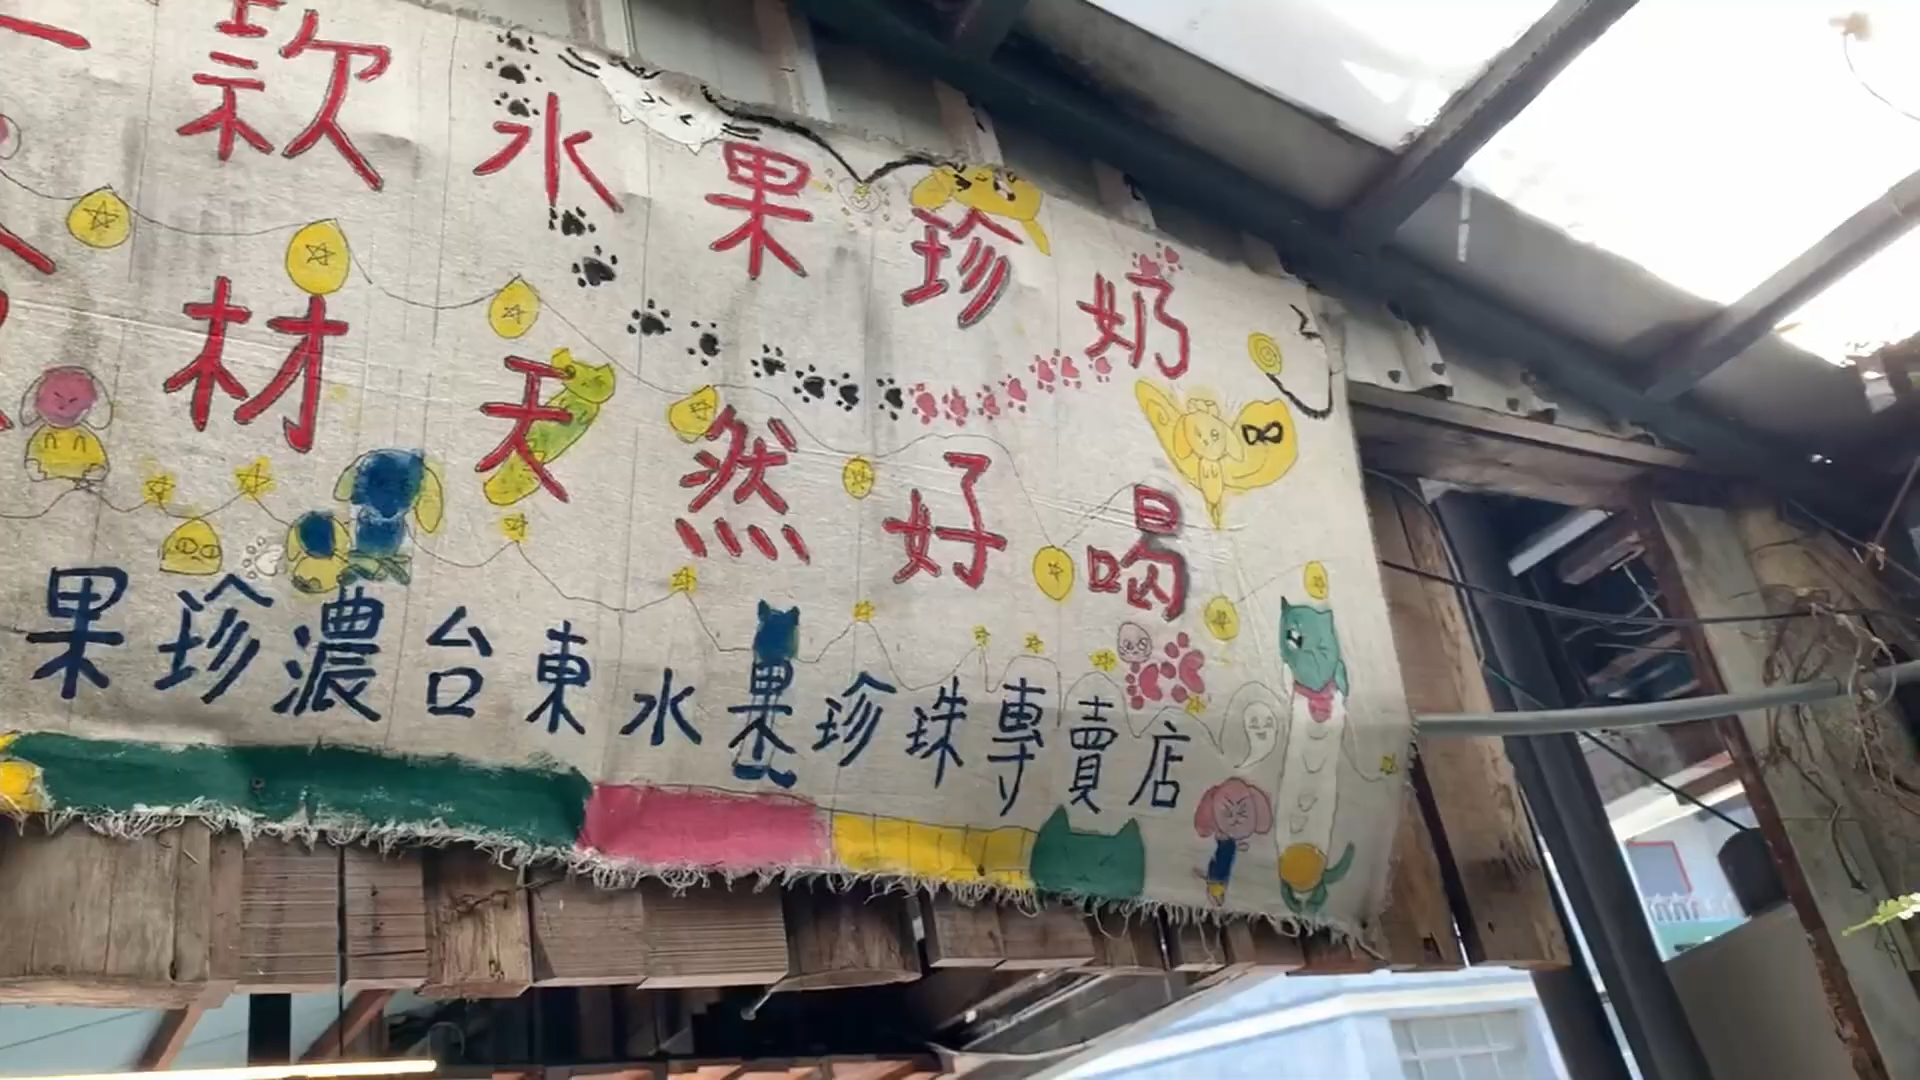 款水果珍奶
材天然好喝
果珍濃台東水果珍珠專賣店